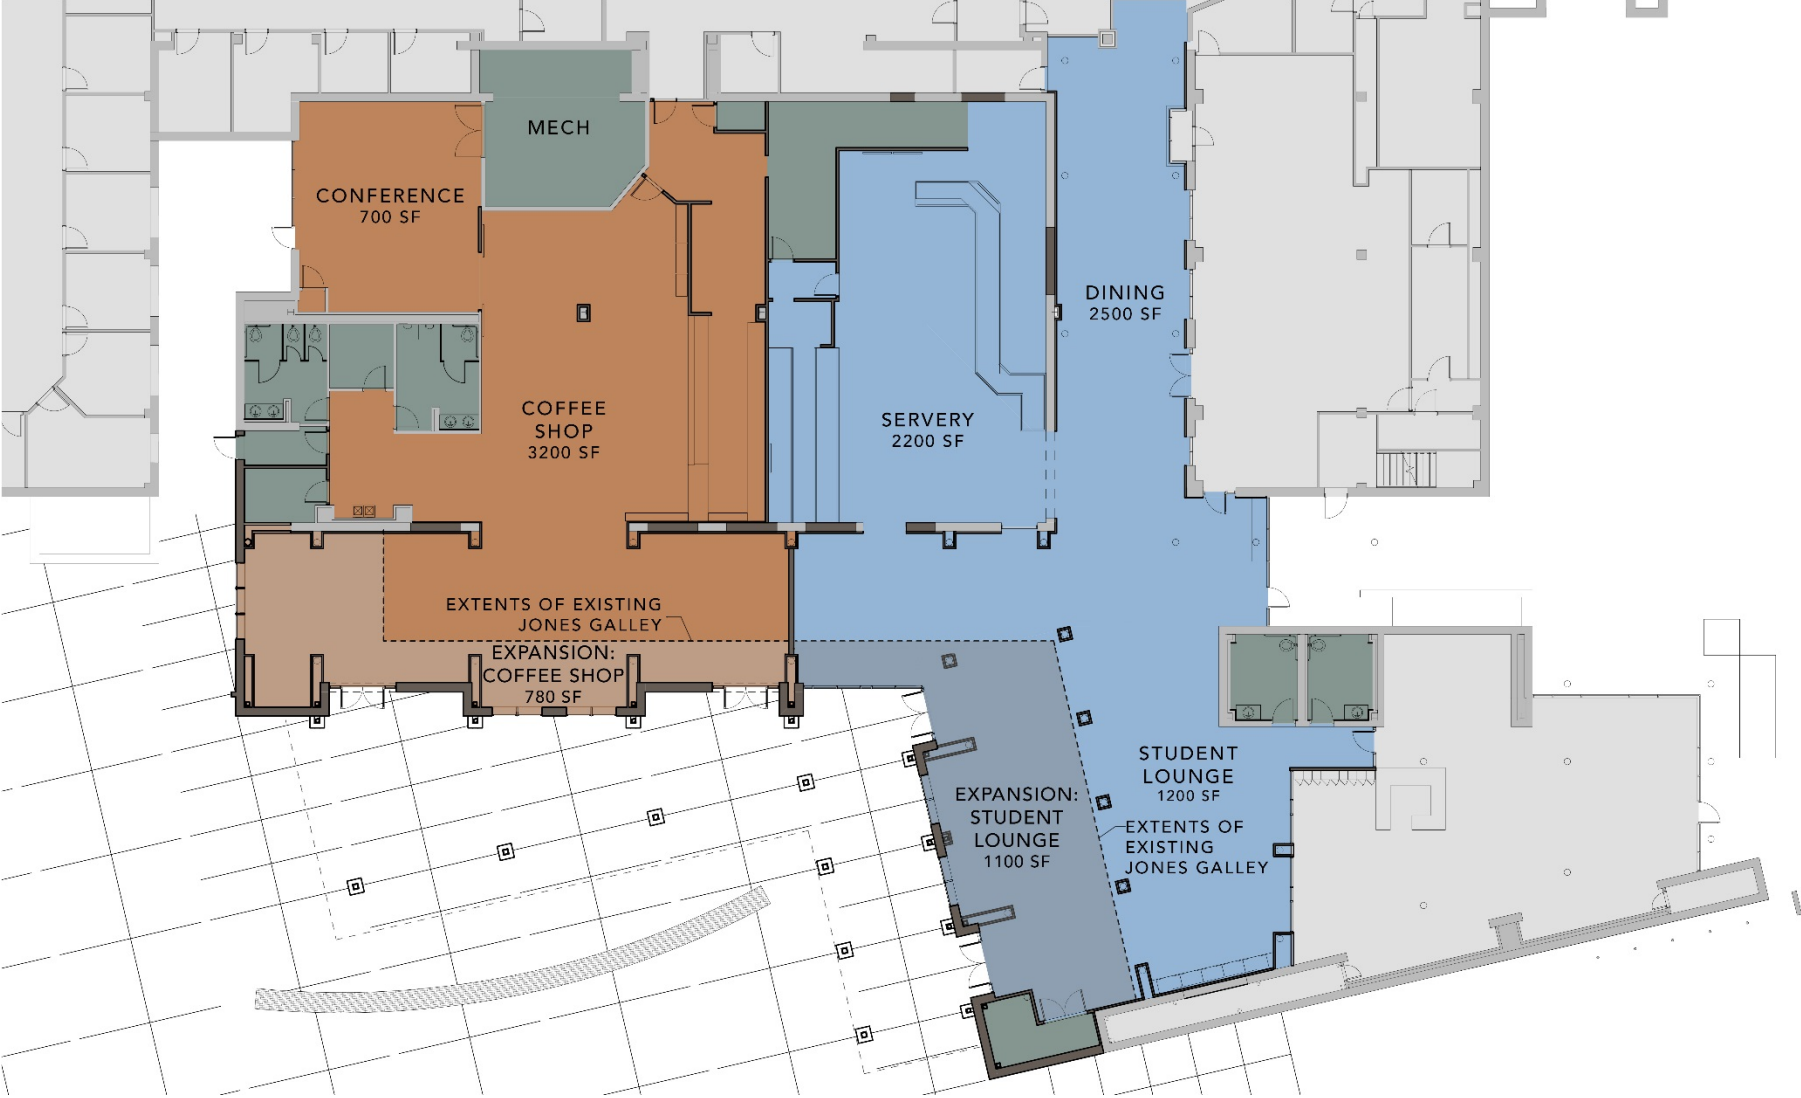 MECH
CONFERENCE
700 SF
DINING
2500 SF
COFFEE
SHOP
3200 SF
SERVERY
2200 SF
EXTENTS OF EXISTING
JONES GALLEY
EXPANSION:
COFFEE SHOP
780 SF
STUDENT
LOUNGE
1200 SF
EXPANSION:
STUDENT
LOUNGE
1100 SF
EXTENTS OF
EXISTING
JONES GALLEY